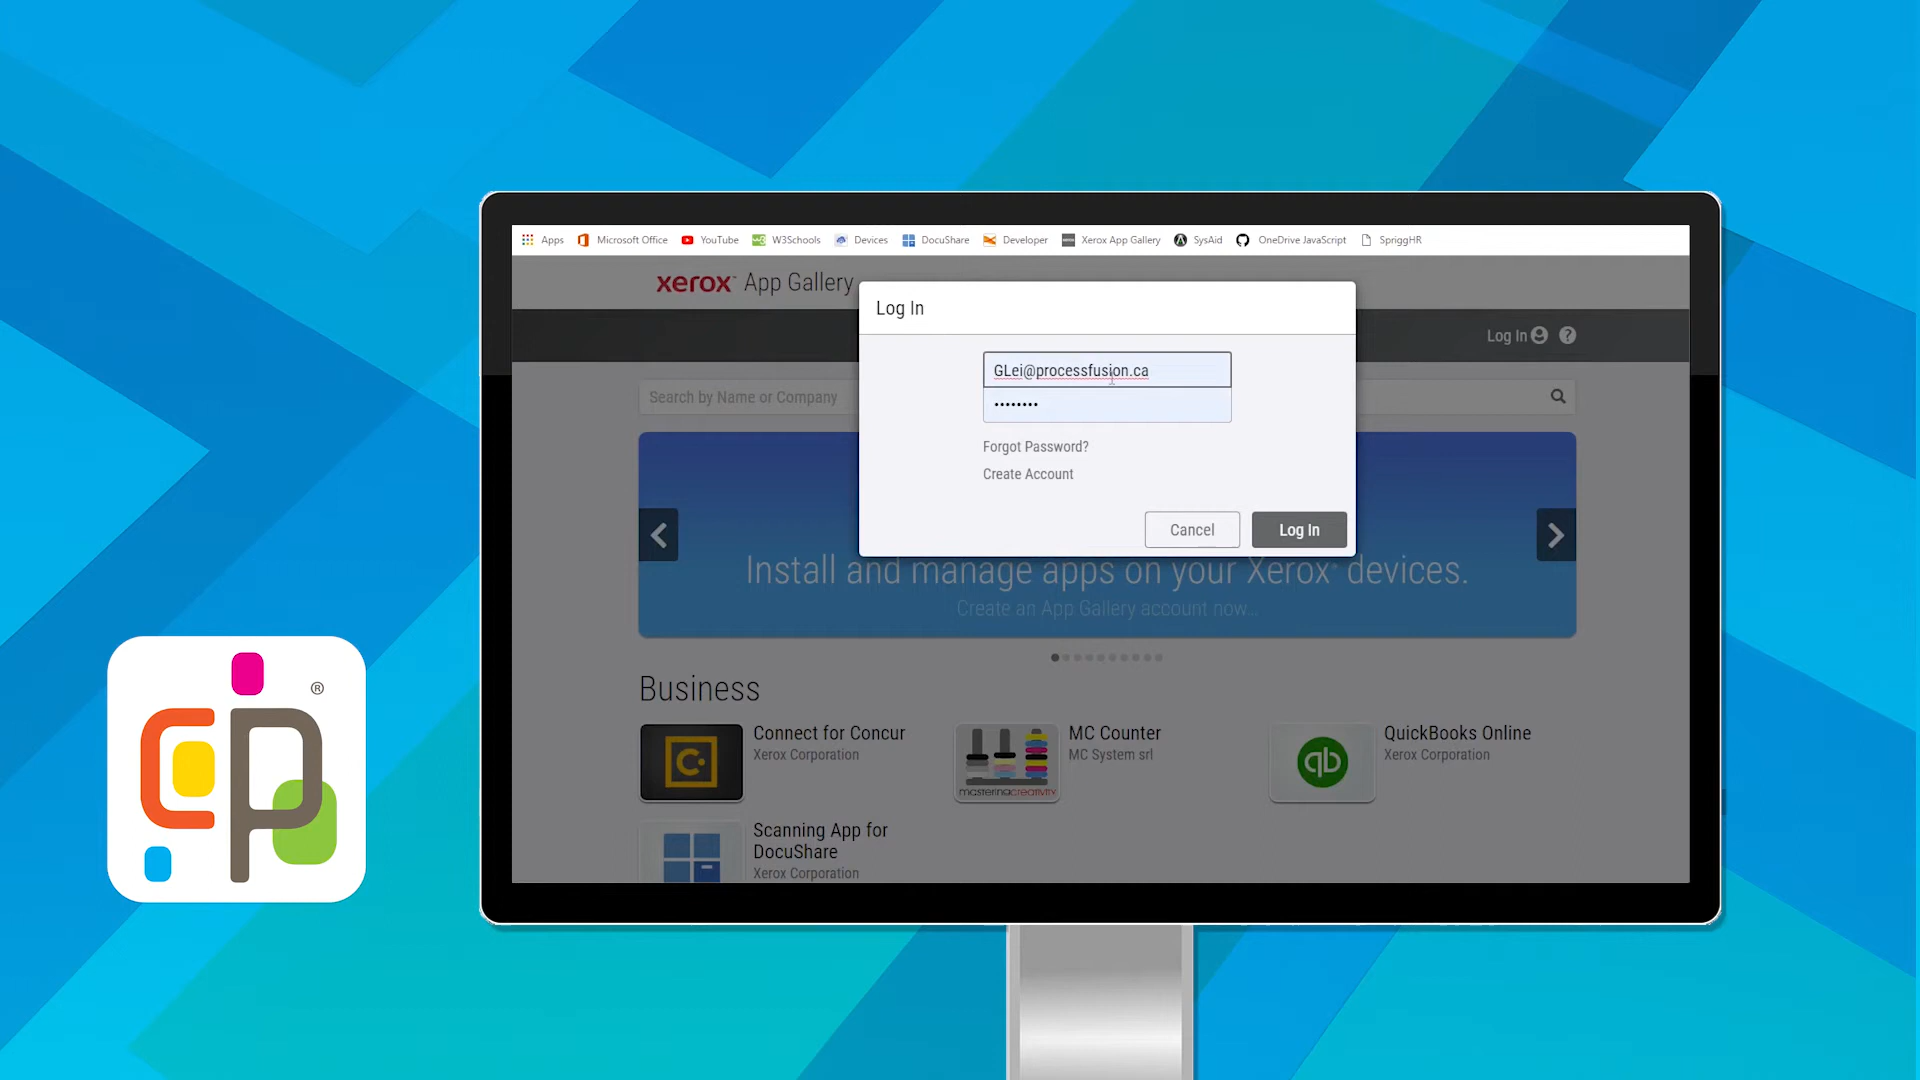 Apps Microsoft Office YouTube W3Schools Devices DocuShare Developer Xerox App Gallery SysAid OneDrive JavaScript SpriggHR
xerox™ App Gallery
Log In
Log In
GLei@processfusion.ca
••••••••
Search by Name or Company
Forgot Password?
Create Account
Cancel Log In
Install and manage apps on your Xerox® devices.
Create an App Gallery account now...
®
cp
Business
Connect for Concur
Xerox Corporation
MC Counter
MC System srl
masteringcreativity
QuickBooks Online
Xerox Corporation
qb
Scanning App for
DocuShare
Xerox Corporation